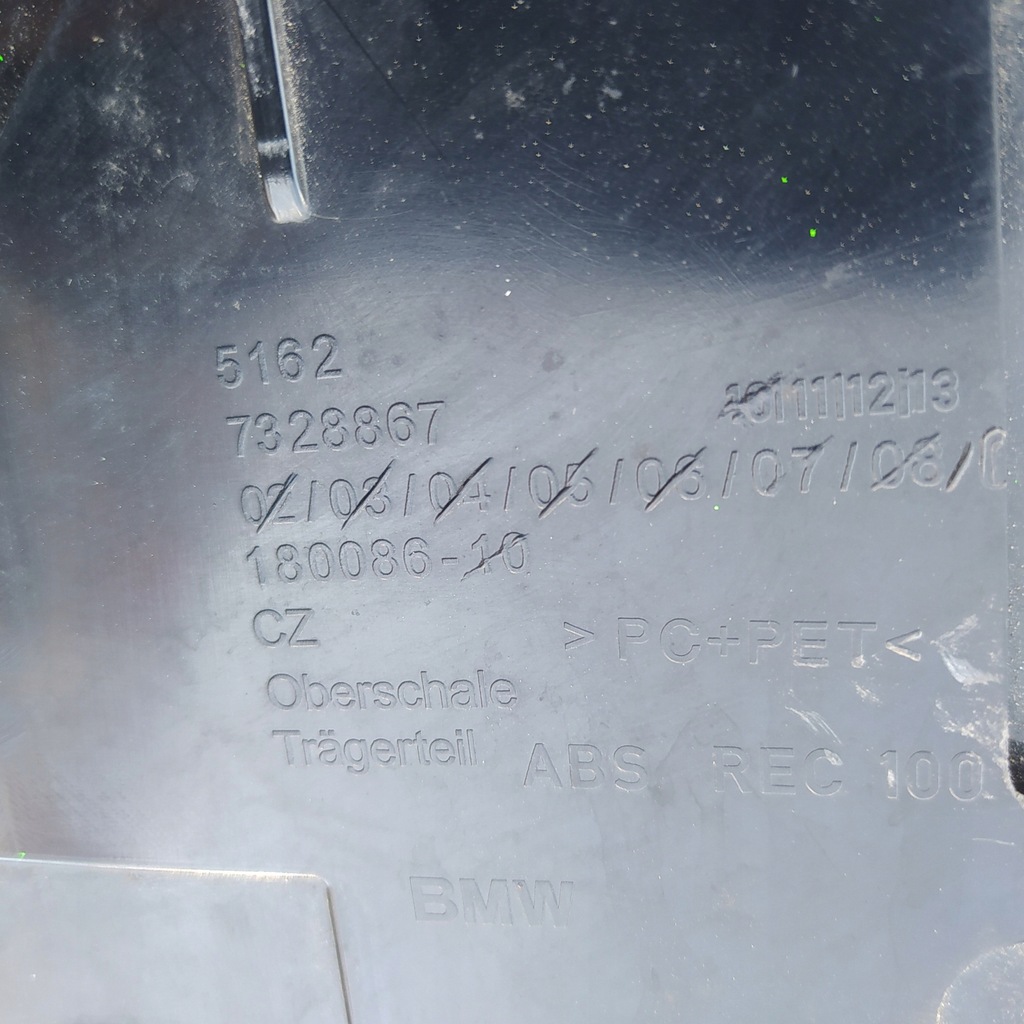 5162
7328867
10/11/12/13
02/03/04/05/06/07/08/0
180086-10
CZ
>PC+PET<
Oberschale
Trägerteil
ABS REC 100
BMW